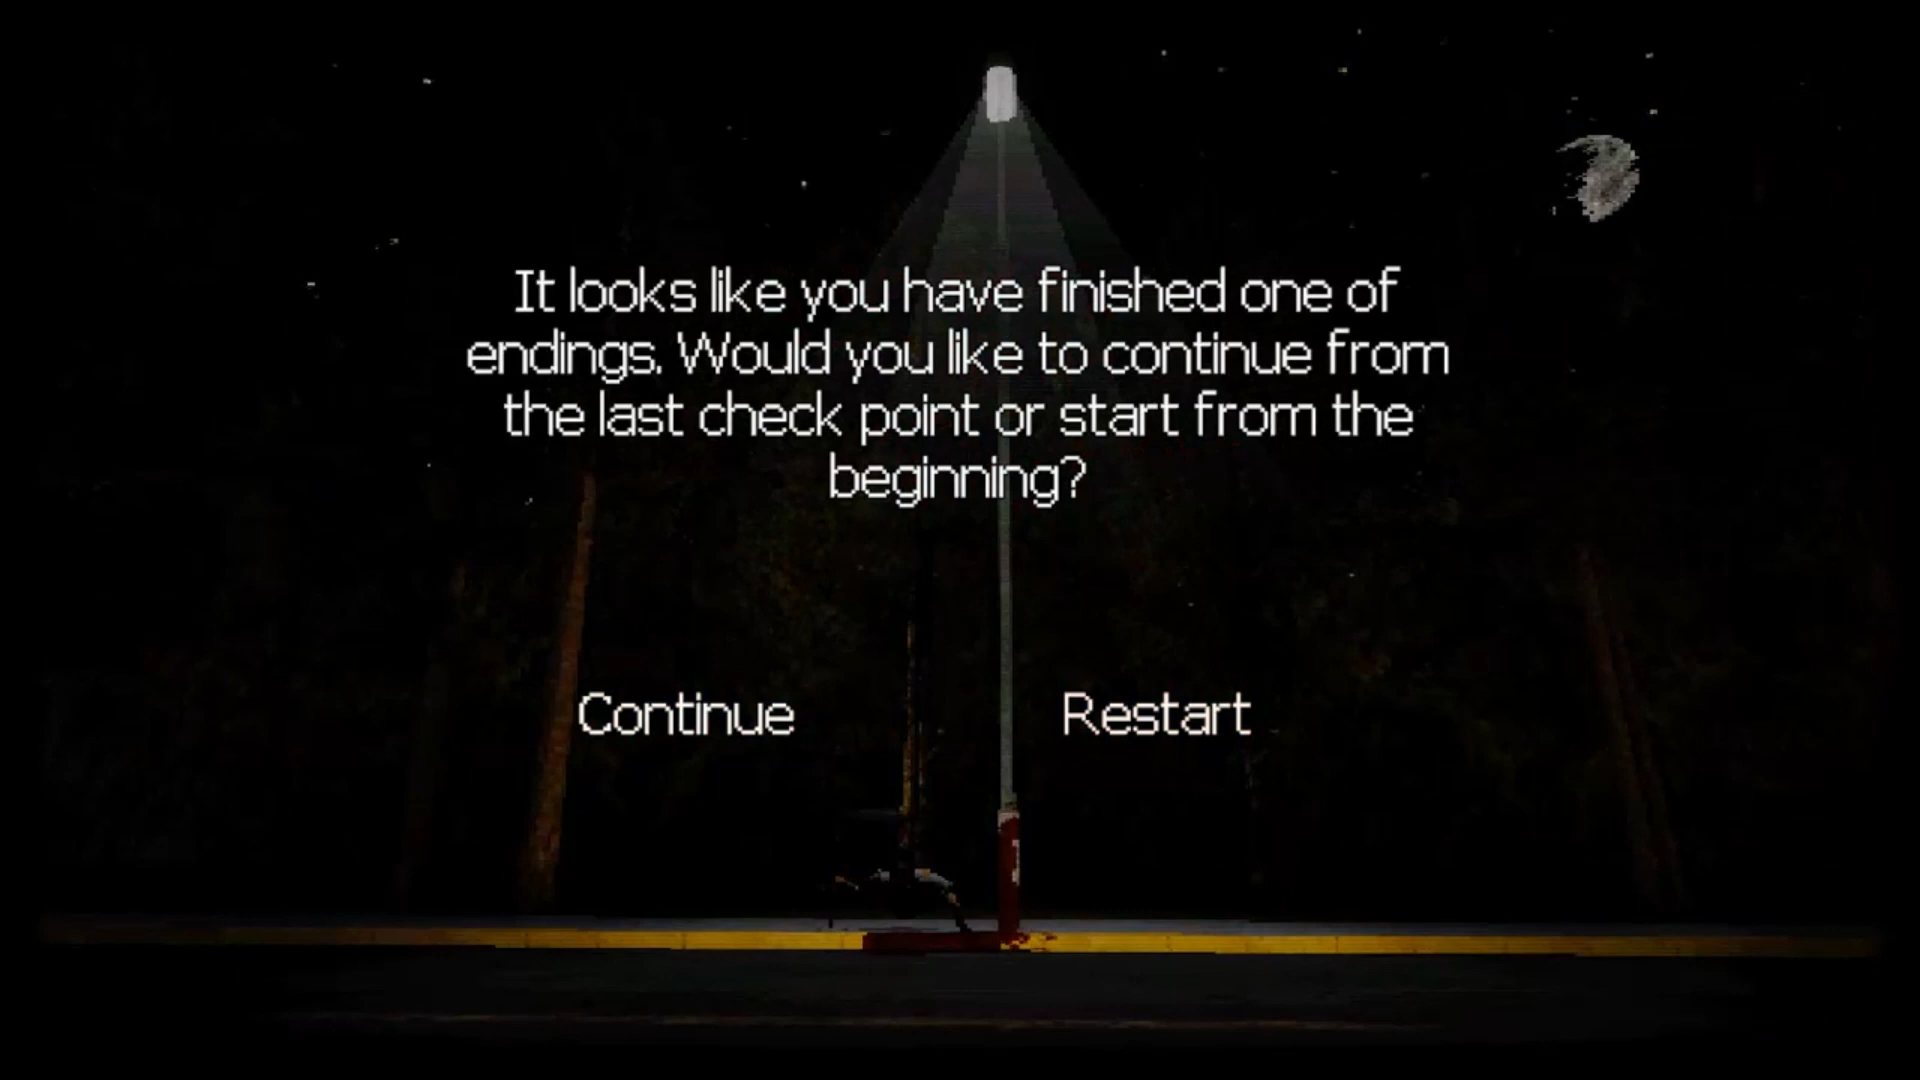 It looks like you have finished one of
endings. Would you like to continue from
the last check point or start from the
beginning?
Continue Restart